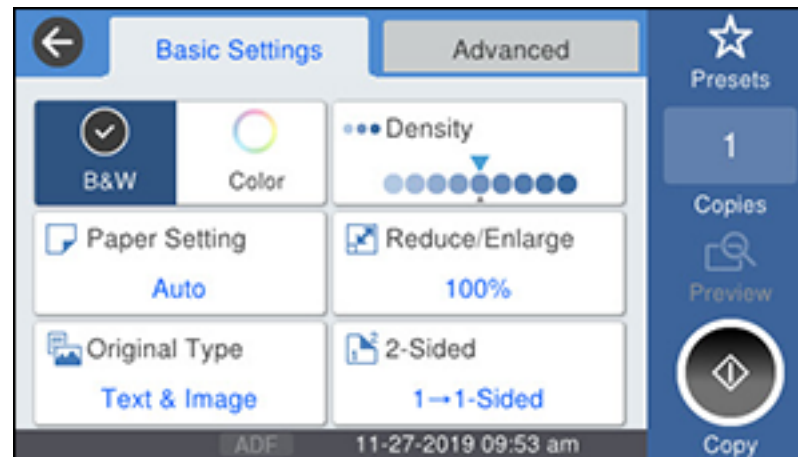 Basic Settings
Advanced
Presets
B&W
Color
Density
1
Copies
Paper Setting
Auto
Reduce/Enlarge
100%
Preview
Original Type
Text & Image
2-Sided
1→1-Sided
ADF
11-27-2019 09:53 am
Copy